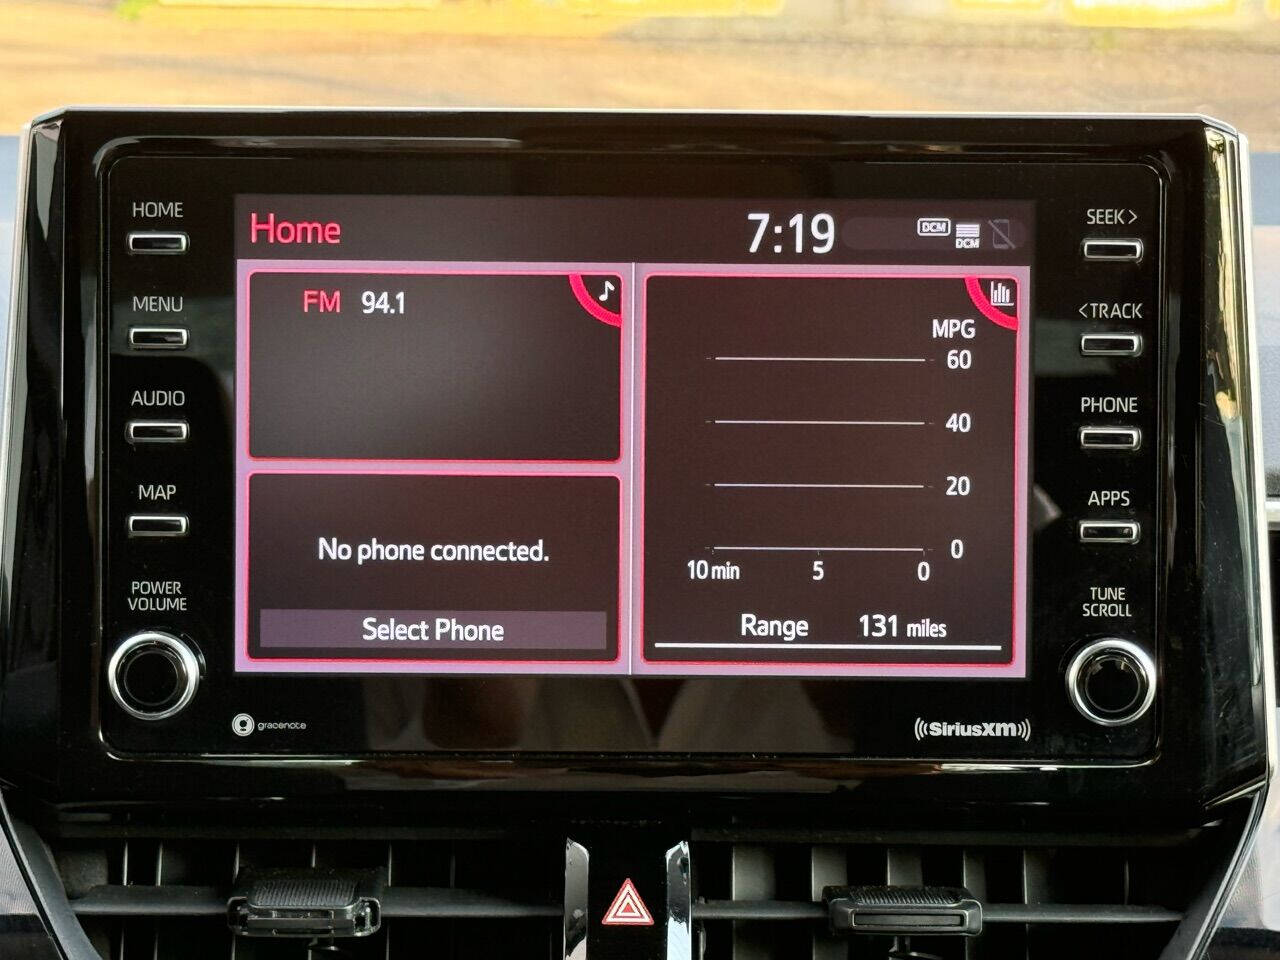 HOME
MENU
AUDIO
MAP
POWER
VOLUME
Home
7:19
DCM
DCM
FM 94.1
No phone connected.
Select Phone
MPG
60
40
20
0
10 min 5 0
Range 131 miles
SEEK >
< TRACK
PHONE
APPS
TUNE
SCROLL
gracenote
((SiriusXM))